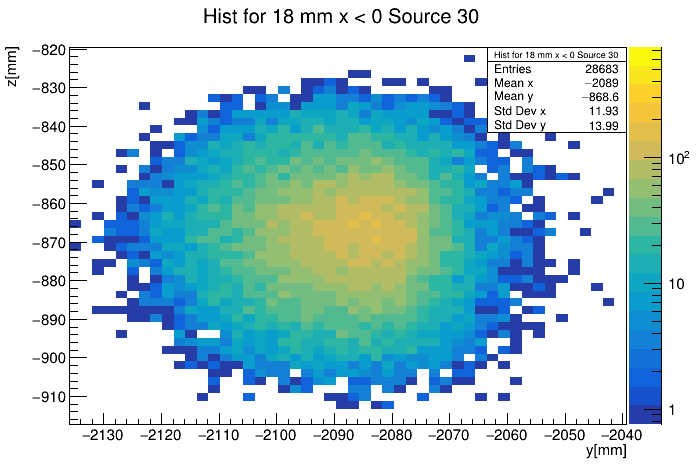 Hist for 18 mm x < 0 Source 30
z[mm]
−820
−830
−840
−850
−860
−870
−880
−890
−900
−910
Hist for 18 mm x < 0 Source 30
Entries 28683
Mean x −2089
Mean y −868.6
Std Dev x 11.93
Std Dev y 13.99
10²
10
1
−2130 −2120 −2110 −2100 −2090 −2080 −2070 −2060 −2050 −2040
y[mm]